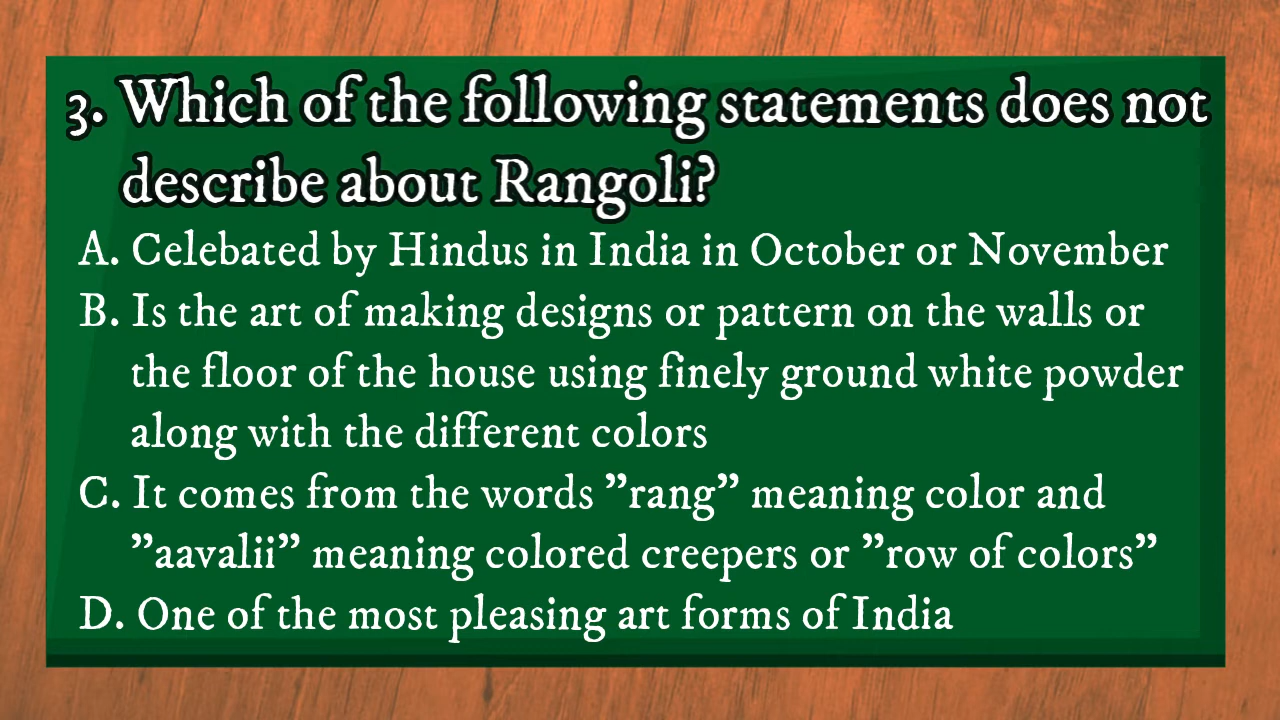 3. Which of the following statements does not
describe about Rangoli?
A. Celebated by Hindus in India in October or November
B. Is the art of making designs or pattern on the walls or
the floor of the house using finely ground white powder
along with the different colors
C. It comes from the words ”rang” meaning color and
”aavalii” meaning colored creepers or ”row of colors”
D. One of the most pleasing art forms of India